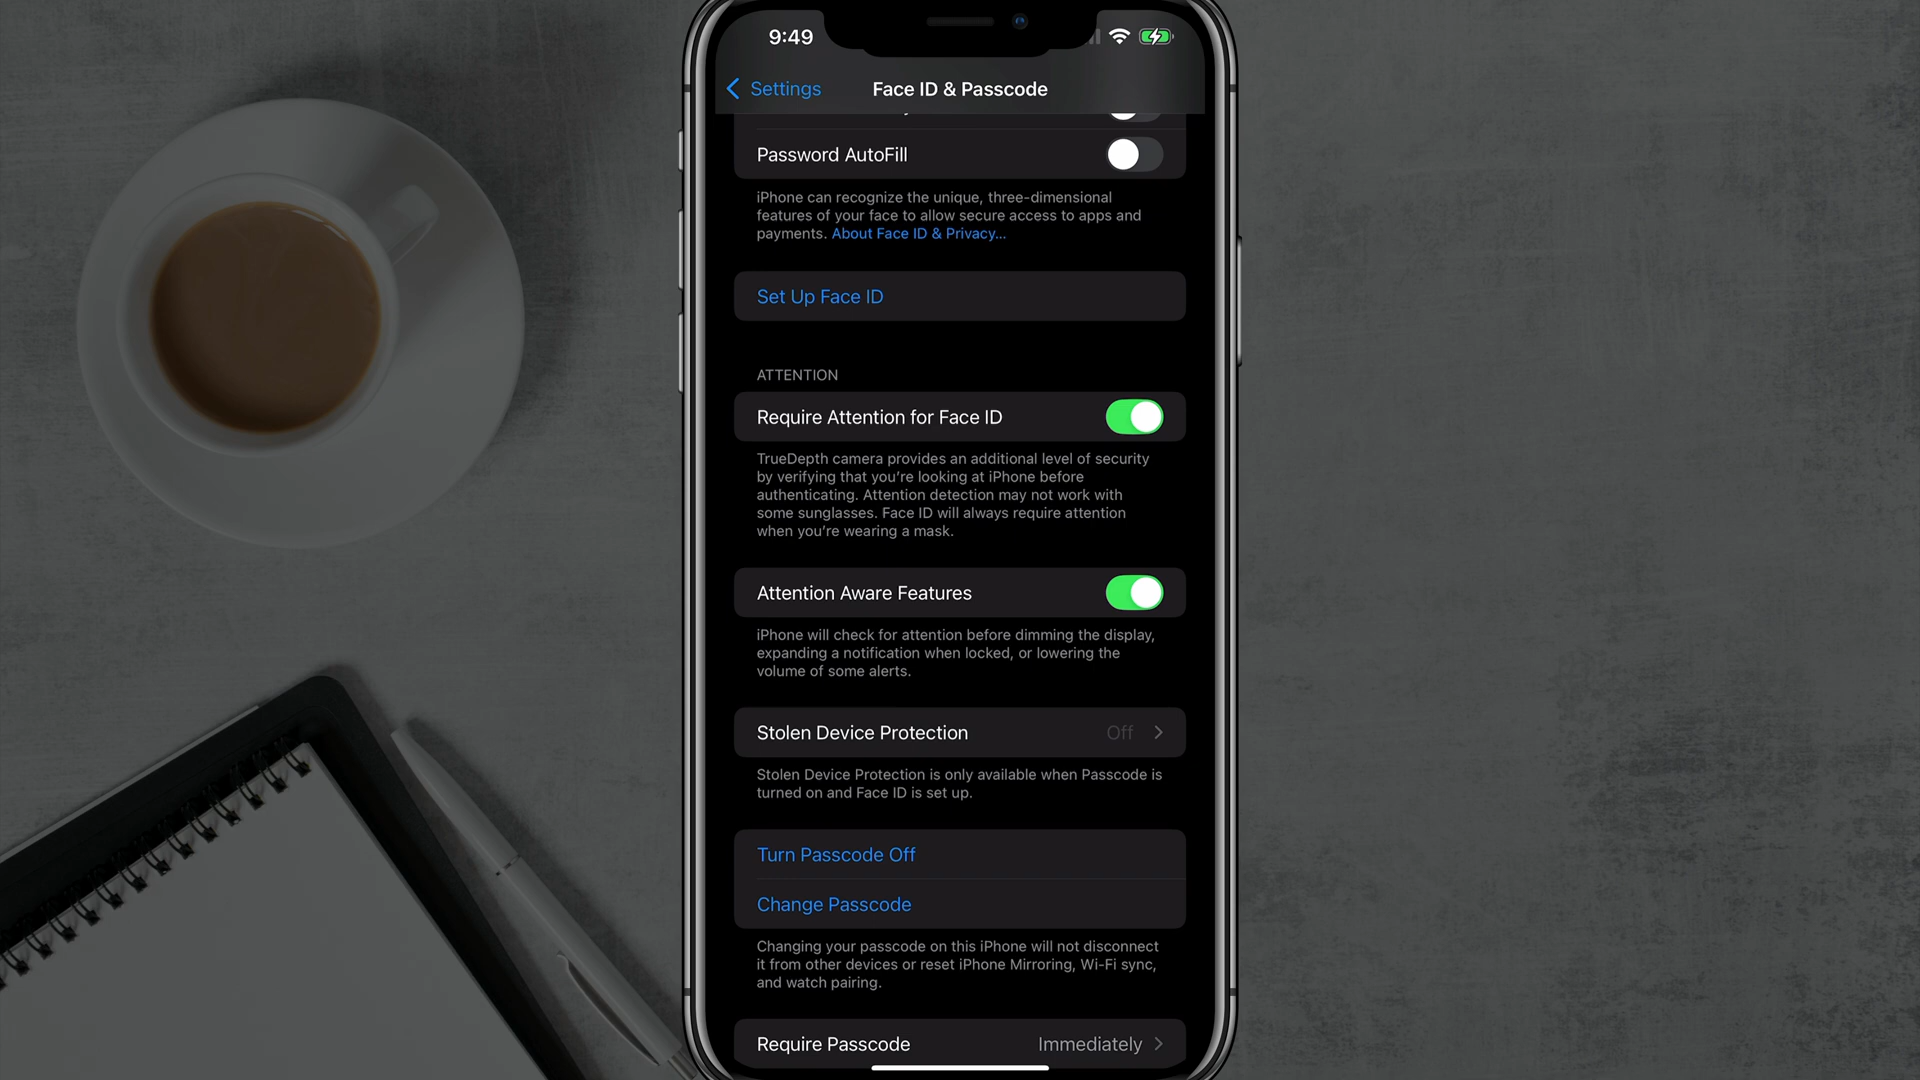 9:49
Settings
Face ID & Passcode
Password AutoFill
iPhone can recognize the unique, three-dimensional
features of your face to allow secure access to apps and
payments. About Face ID & Privacy...
Set Up Face ID
ATTENTION
Require Attention for Face ID
TrueDepth camera provides an additional level of security
by verifying that you’re looking at iPhone before
authenticating. Attention detection may not work with
some sunglasses. Face ID will always require attention
when you’re wearing a mask.
Attention Aware Features
iPhone will check for attention before dimming the display,
expanding a notification when locked, or lowering the
volume of some alerts.
Stolen Device Protection Off
Stolen Device Protection is only available when Passcode is
turned on and Face ID is set up.
Turn Passcode Off
Change Passcode
Changing your passcode on this iPhone will not disconnect
it from other devices or reset iPhone Mirroring, Wi-Fi sync,
and watch pairing.
Require Passcode Immediately